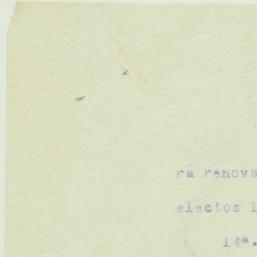 rá renova
electos l
14ª.